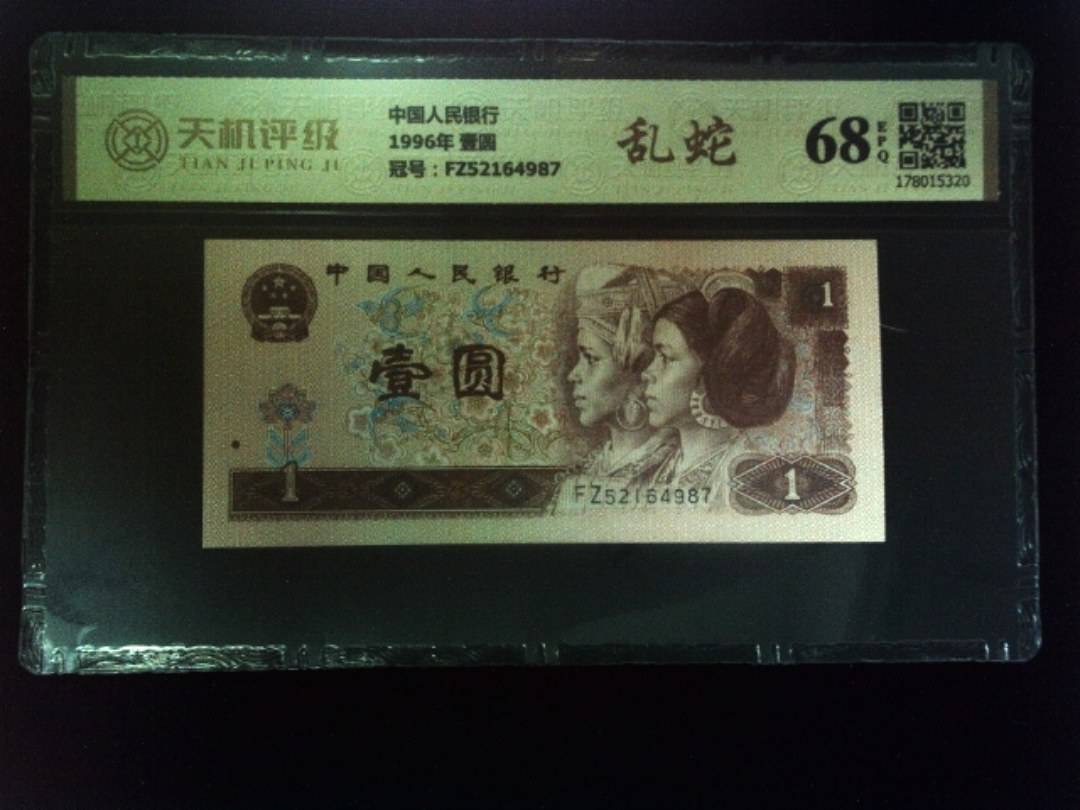 天机评级
TIAN JI PING JI
中国人民银行
1996年 壹圆
冠号：FZ52164987
乱蛇
68
EPQ
178015320
中国人民银行
壹圆
1
1
FZ52164987
1